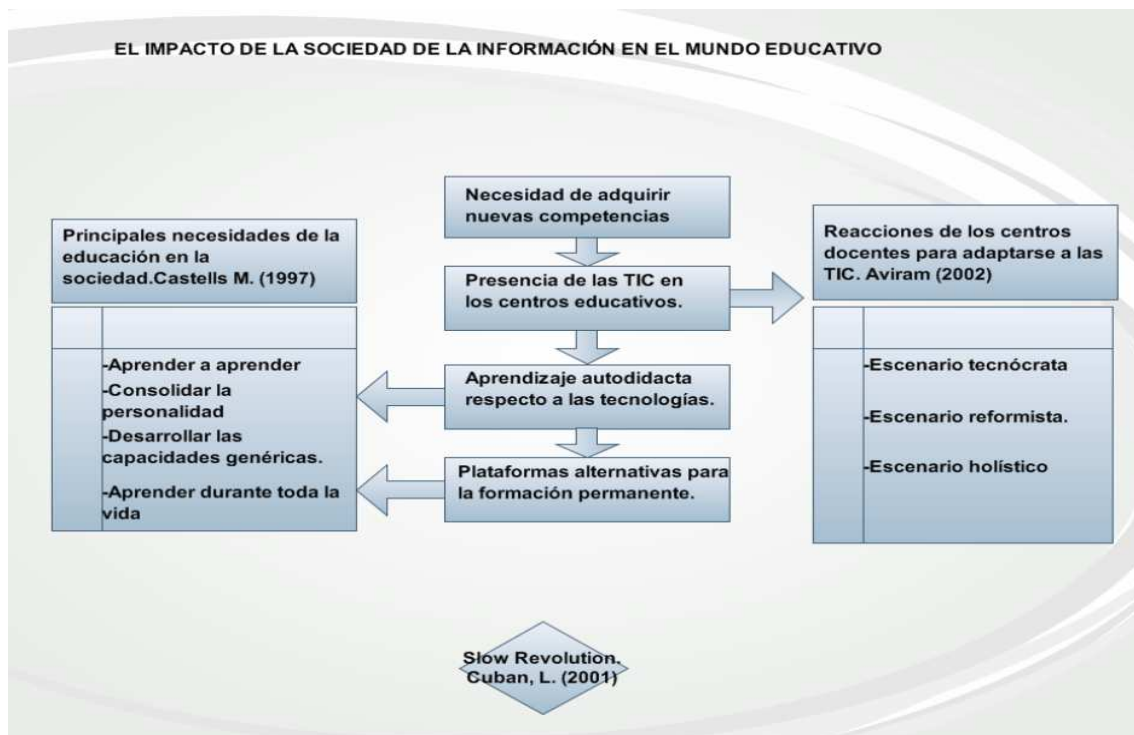 EL IMPACTO DE LA SOCIEDAD DE LA INFORMACIÓN EN EL MUNDO EDUCATIVO
Necesidad de adquirir
nuevas competencias
Principales necesidades de la
educación en la
sociedad.Castells M. (1997)
Reacciones de los centros
docentes para adaptarse a las
TIC. Aviram (2002)
Presencia de las TIC en
los centros educativos.
-Aprender a aprender
-Consolidar la
personalidad
-Desarrollar las
capacidades genéricas.
-Aprender durante toda la
vida
Aprendizaje autodidacta
respecto a las tecnologías.
Plataformas alternativas para
la formación permanente.
-Escenario tecnócrata
-Escenario reformista.
-Escenario holístico
Slow Revolution.
Cuban, L. (2001)